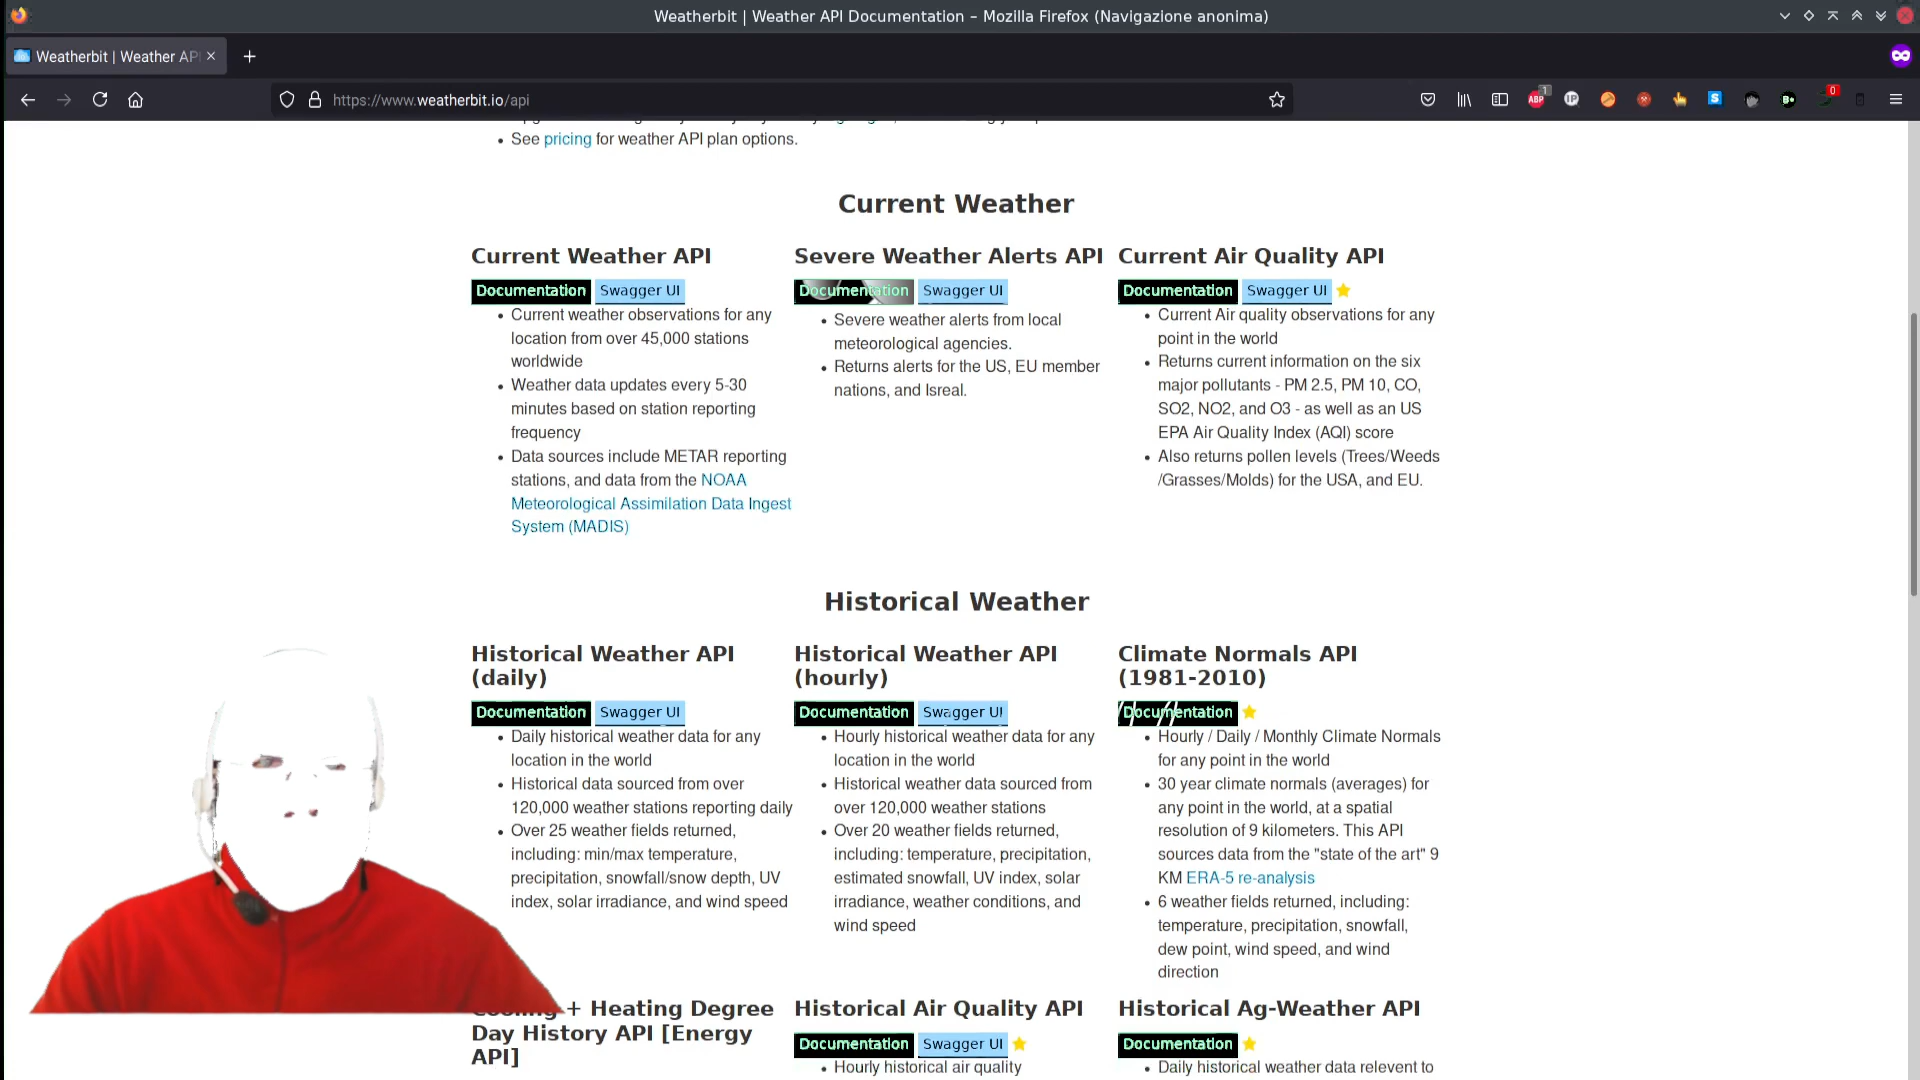 Weatherbit | Weather API Documentation – Mozilla Firefox (Navigazione anonima)
Weatherbit | Weather AP
https://www.weatherbit.io/api
ABP
1
IP
S
B
0
See pricing for weather API plan options.
Current Weather
Current Weather API
Documentation Swagger UI
Current weather observations for any
location from over 45,000 stations
worldwide
Weather data updates every 5-30
minutes based on station reporting
frequency
Data sources include METAR reporting
stations, and data from the NOAA
Meteorological Assimilation Data Ingest
System (MADIS)
Severe Weather Alerts API
Documentation Swagger UI
Severe weather alerts from local
meteorological agencies.
Returns alerts for the US, EU member
nations, and Isreal.
Current Air Quality API
Documentation Swagger UI
Current Air quality observations for any
point in the world
Returns current information on the six
major pollutants - PM 2.5, PM 10, CO,
SO2, NO2, and O3 - as well as an US
EPA Air Quality Index (AQI) score
Also returns pollen levels (Trees/Weeds
/Grasses/Molds) for the USA, and EU.
Historical Weather
Historical Weather API
(daily)
Documentation Swagger UI
Daily historical weather data for any
location in the world
Historical data sourced from over
120,000 weather stations reporting daily
Over 25 weather fields returned,
including: min/max temperature,
precipitation, snowfall/snow depth, UV
index, solar irradiance, and wind speed
Historical Weather API
(hourly)
Documentation Swagger UI
Hourly historical weather data for any
location in the world
Historical weather data sourced from
over 120,000 weather stations
Over 20 weather fields returned,
including: temperature, precipitation,
estimated snowfall, UV index, solar
irradiance, weather conditions, and
wind speed
Climate Normals API
(1981-2010)
Documentation
Hourly / Daily / Monthly Climate Normals
for any point in the world
30 year climate normals (averages) for
any point in the world, at a spatial
resolution of 9 kilometers. This API
sources data from the "state of the art" 9
KM ERA-5 re-analysis
6 weather fields returned, including:
temperature, precipitation, snowfall,
dew point, wind speed, and wind
direction
Cooling + Heating Degree
Day History API [Energy
API]
Historical Air Quality API
Documentation Swagger UI
Hourly historical air quality
Historical Ag-Weather API
Documentation
Daily historical weather data relevent to